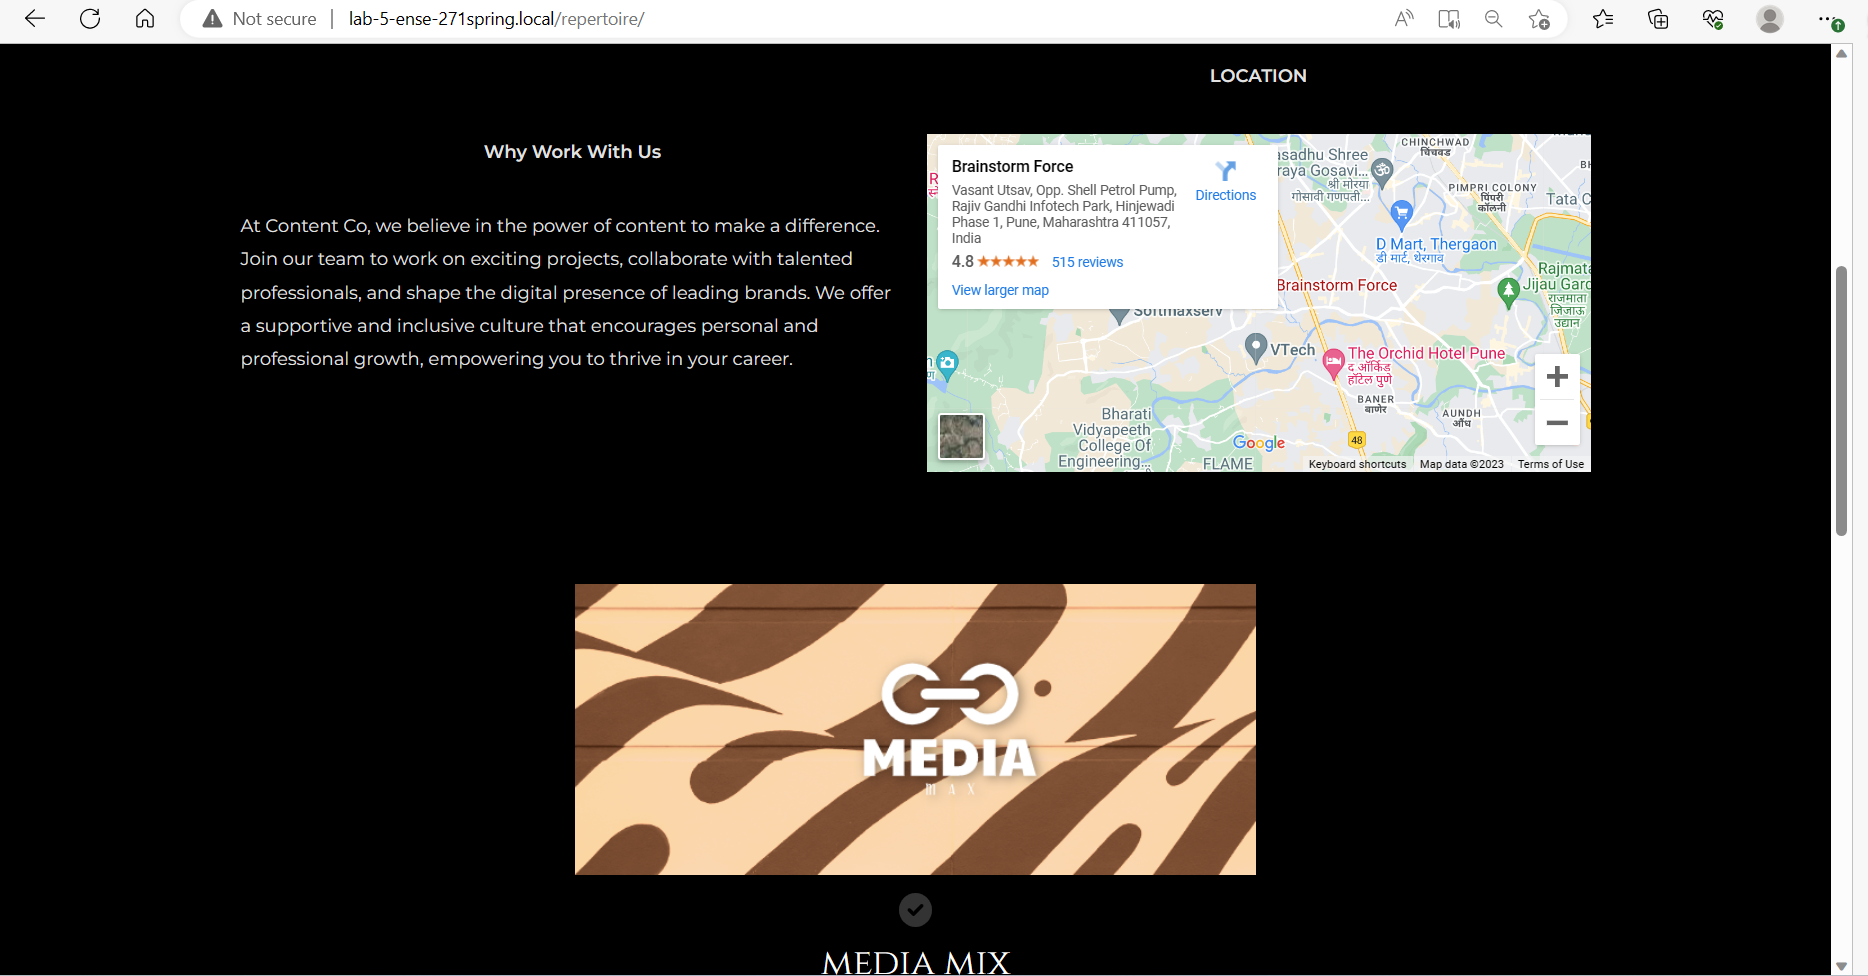 Not secure
lab-5-ense-271spring.local/repertoire/
LOCATION
Why Work With Us
At Content Co, we believe in the power of content to make a difference.
Join our team to work on exciting projects, collaborate with talented
professionals, and shape the digital presence of leading brands. We offer
a supportive and inclusive culture that encourages personal and
professional growth, empowering you to thrive in your career.
Brainstorm Force
Vasant Utsav, Opp. Shell Petrol Pump,
Rajiv Gandhi Infotech Park, Hinjewadi
Phase 1, Pune, Maharashtra 411057,
India
4.8 ★★★★★ 515 reviews
View larger map
Directions
CHINCHWAD
चिंचवड
asadhu Shree
raya Gosavi...
श्री मोरया
गोसावी गणपती...
PIMPRI COLONY
पिंपरी
कॉलनी
Tata C
D Mart, Thergaon
डी मार्ट, थेरगाव
Rajmata
Jijau Gard
राजमाता
जिजाऊ
उद्यान
Brainstorm Force
Softmaxserv
VTech
The Orchid Hotel Pune
द ऑर्किड
हॉटेल पुणे
BANER
बाणेर
AUNDH
औंध
Bharati
Vidyapeeth
College Of
Engineering...
FLAME
Google
48
Keyboard shortcuts
Map data ©2023
Terms of Use
MEDIA
MAX
MEDIA MIX